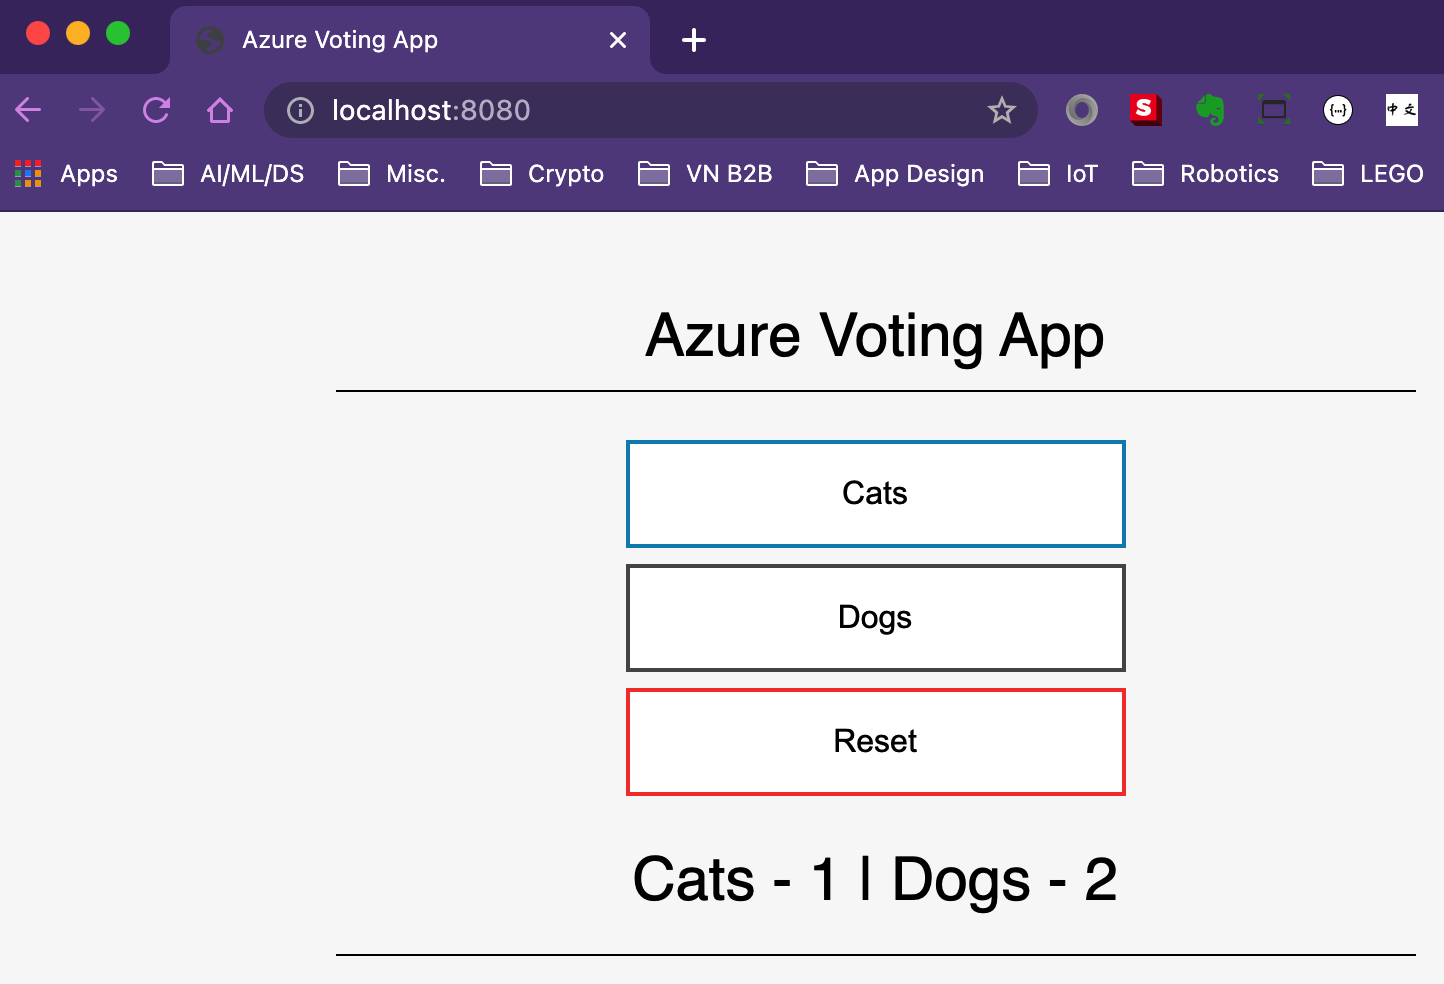 Azure Voting App
localhost:8080
S
{...}
中 文
Apps AI/ML/DS Misc. Crypto VN B2B App Design IoT Robotics LEGO
Azure Voting App
Cats
Dogs
Reset
Cats - 1 | Dogs - 2